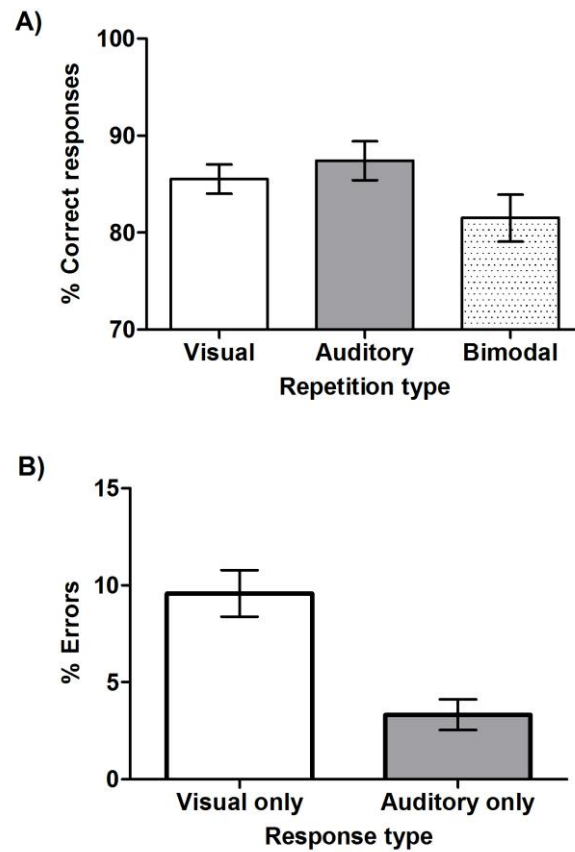 A)
% Correct responses
100
90
80
70
Visual Auditory Bimodal
Repetition type
B)
% Errors
15
10
5
0
Visual only Auditory only
Response type